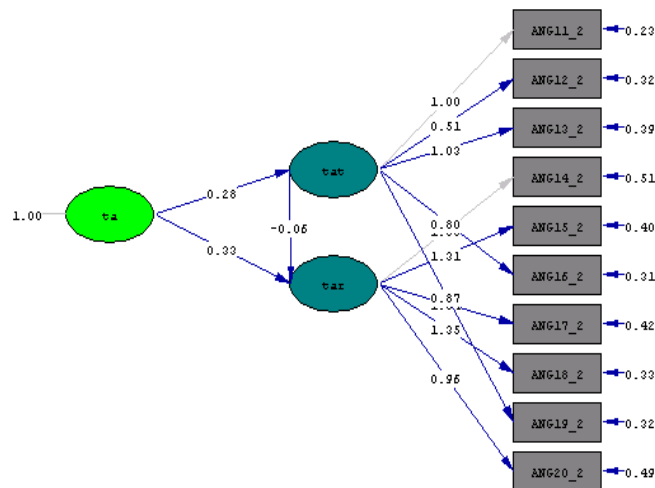 ANG11_2 0.23
ANG12_2 0.32
1.00
0.51
ANG13_2 0.39
1.03
tat
ANG14_2 0.51
0.28
1.00 ta
0.80
ANG15_2 0.40
-0.06
0.33
1.31
ANG16_2 0.31
tar
0.87
ANG17_2 0.42
1.35
ANG18_2 0.33
0.96
ANG19_2 0.32
ANG20_2 0.49